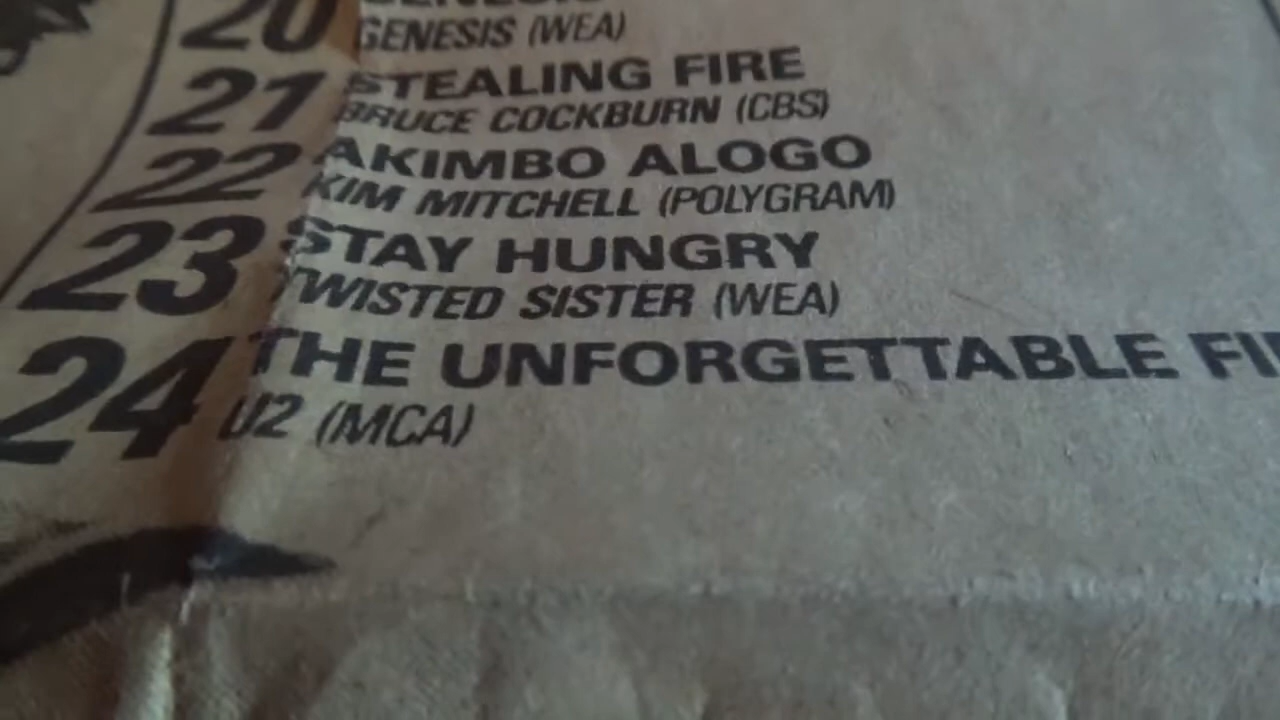 20 GENESIS
GENESIS (WEA)
21 STEALING FIRE
BRUCE COCKBURN (CBS)
22 AKIMBO ALOGO
KIM MITCHELL (POLYGRAM)
23 STAY HUNGRY
TWISTED SISTER (WEA)
24 THE UNFORGETTABLE
U2 (MCA)